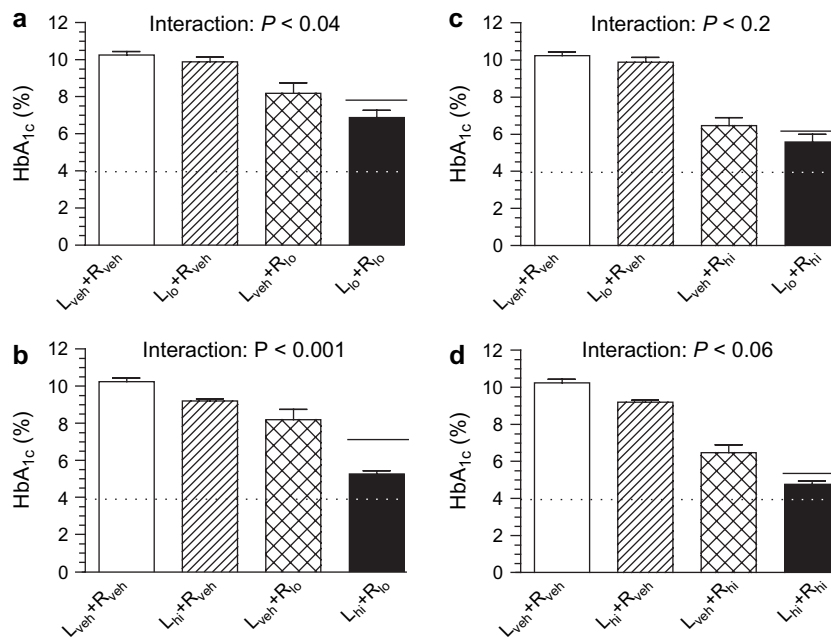 a
Interaction: P < 0.04
HbA1c (%)
12
10
8
6
4
2
0
Lveh+Rveh
Llo+Rveh
Lveh+Rlo
Llo+Rlo
c
Interaction: P < 0.2
HbA1c (%)
12
10
8
6
4
2
0
Lveh+Rveh
Llo+Rveh
Lveh+Rhi
Llo+Rhi
b
Interaction: P < 0.001
HbA1c (%)
12
10
8
6
4
2
0
Lveh+Rveh
Lhi+Rveh
Lveh+Rlo
Lhi+Rlo
d
Interaction: P < 0.06
HbA1c (%)
12
10
8
6
4
2
0
Lveh+Rveh
Lhi+Rveh
Lveh+Rhi
Lhi+Rhi